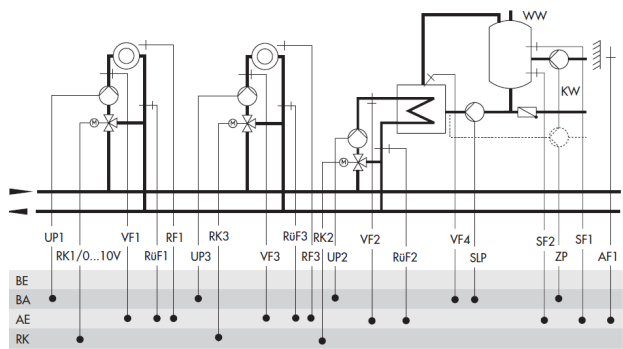 WW
KW
M
M
M
UP1 VF1 RF1 RK3 RüF3 RK2 VF2 VF4 SF2 SF1
RK1/0...10V RüF1 UP3 VF3 RF3 UP2 RüF2 SLP ZP AF1
BE
BA
AE
RK